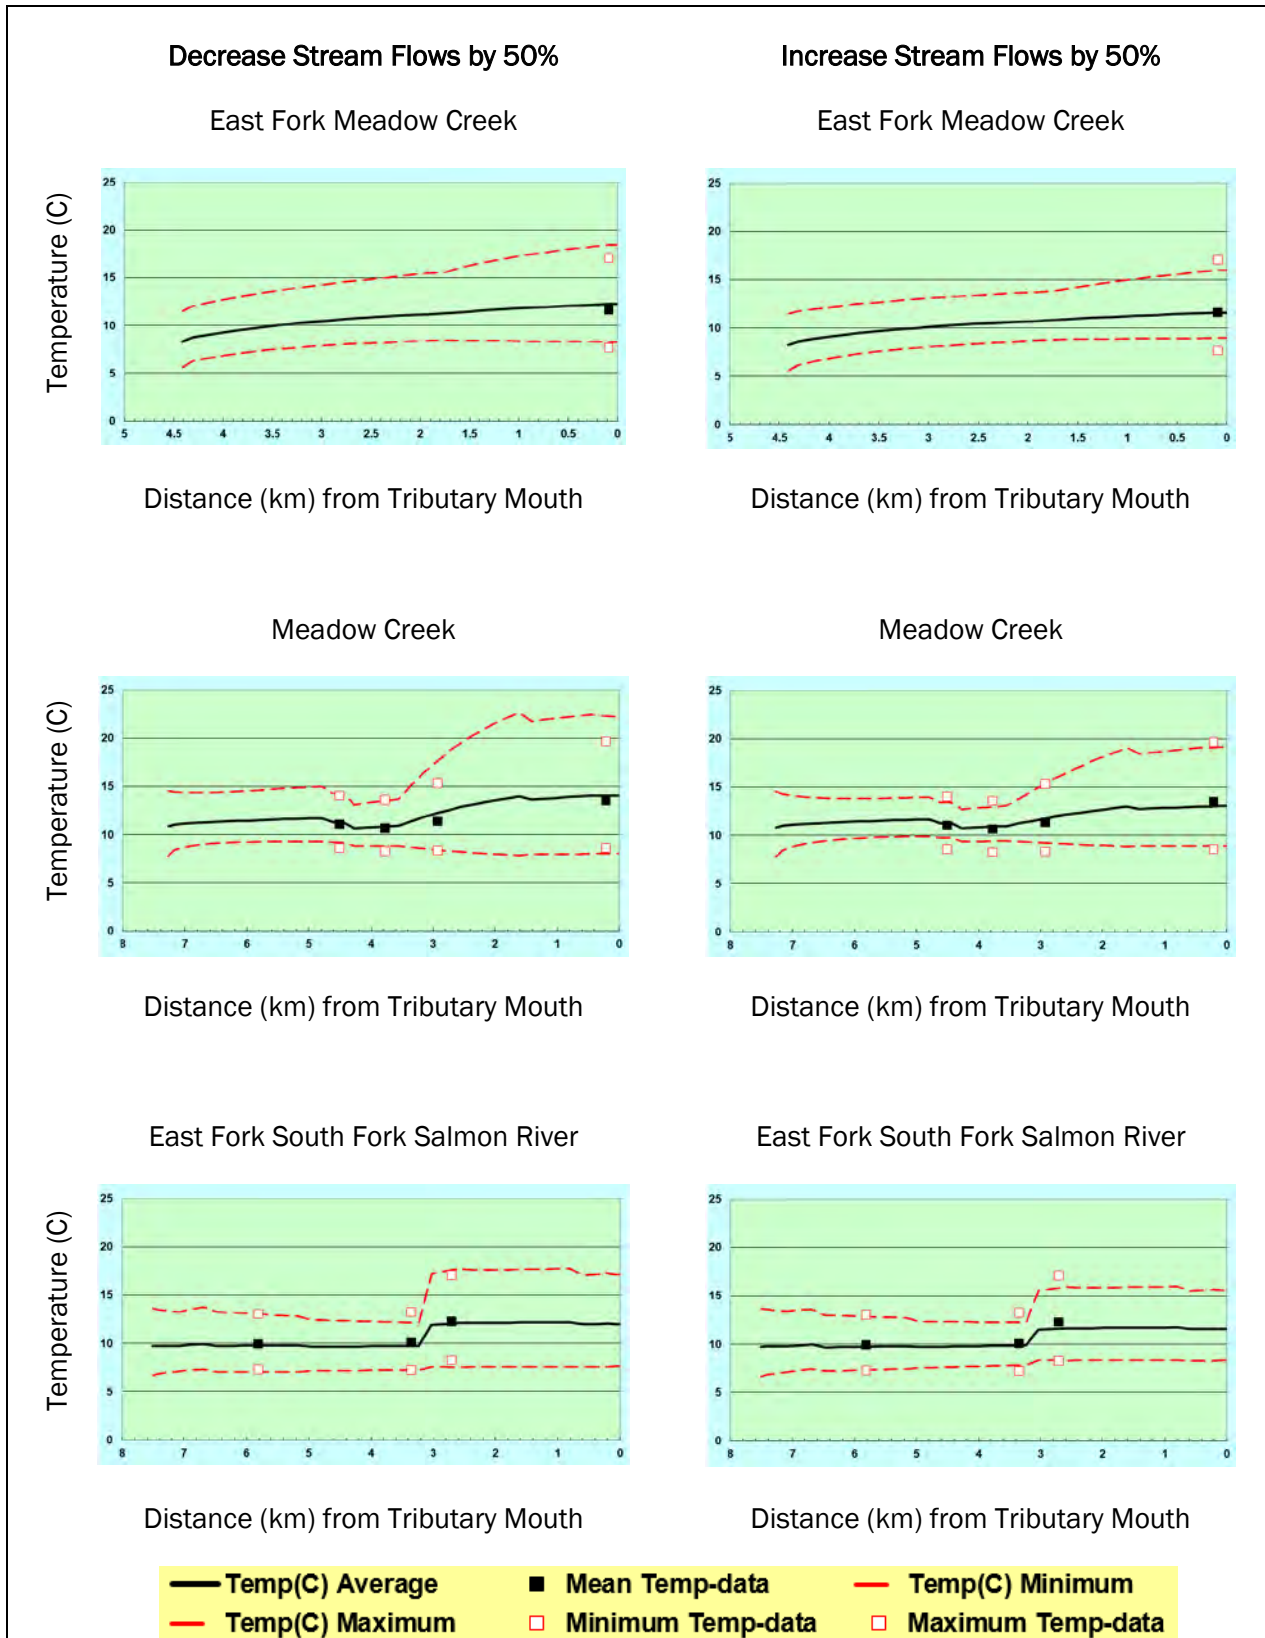 Decrease Stream Flows by 50%
Increase Stream Flows by 50%
East Fork Meadow Creek
East Fork Meadow Creek
Temperature (C)
25
20
15
10
5
0
5 4.5 4 3.5 3 2.5 2 1.5 1 0.5 0
25
20
15
10
5
0
5 4.5 4 3.5 3 2.5 2 1.5 1 0.5 0
Distance (km) from Tributary Mouth
Distance (km) from Tributary Mouth
Meadow Creek
Meadow Creek
Temperature (C)
25
20
15
10
5
0
8 7 6 5 4 3 2 1 0
25
20
15
10
5
0
8 7 6 5 4 3 2 1 0
Distance (km) from Tributary Mouth
Distance (km) from Tributary Mouth
East Fork South Fork Salmon River
East Fork South Fork Salmon River
Temperature (C)
25
20
15
10
5
0
8 7 6 5 4 3 2 1 0
25
20
15
10
5
0
8 7 6 5 4 3 2 1 0
Distance (km) from Tributary Mouth
Distance (km) from Tributary Mouth
Temp(C) Average
Mean Temp-data
Temp(C) Minimum
Temp(C) Maximum
Minimum Temp-data
Maximum Temp-data